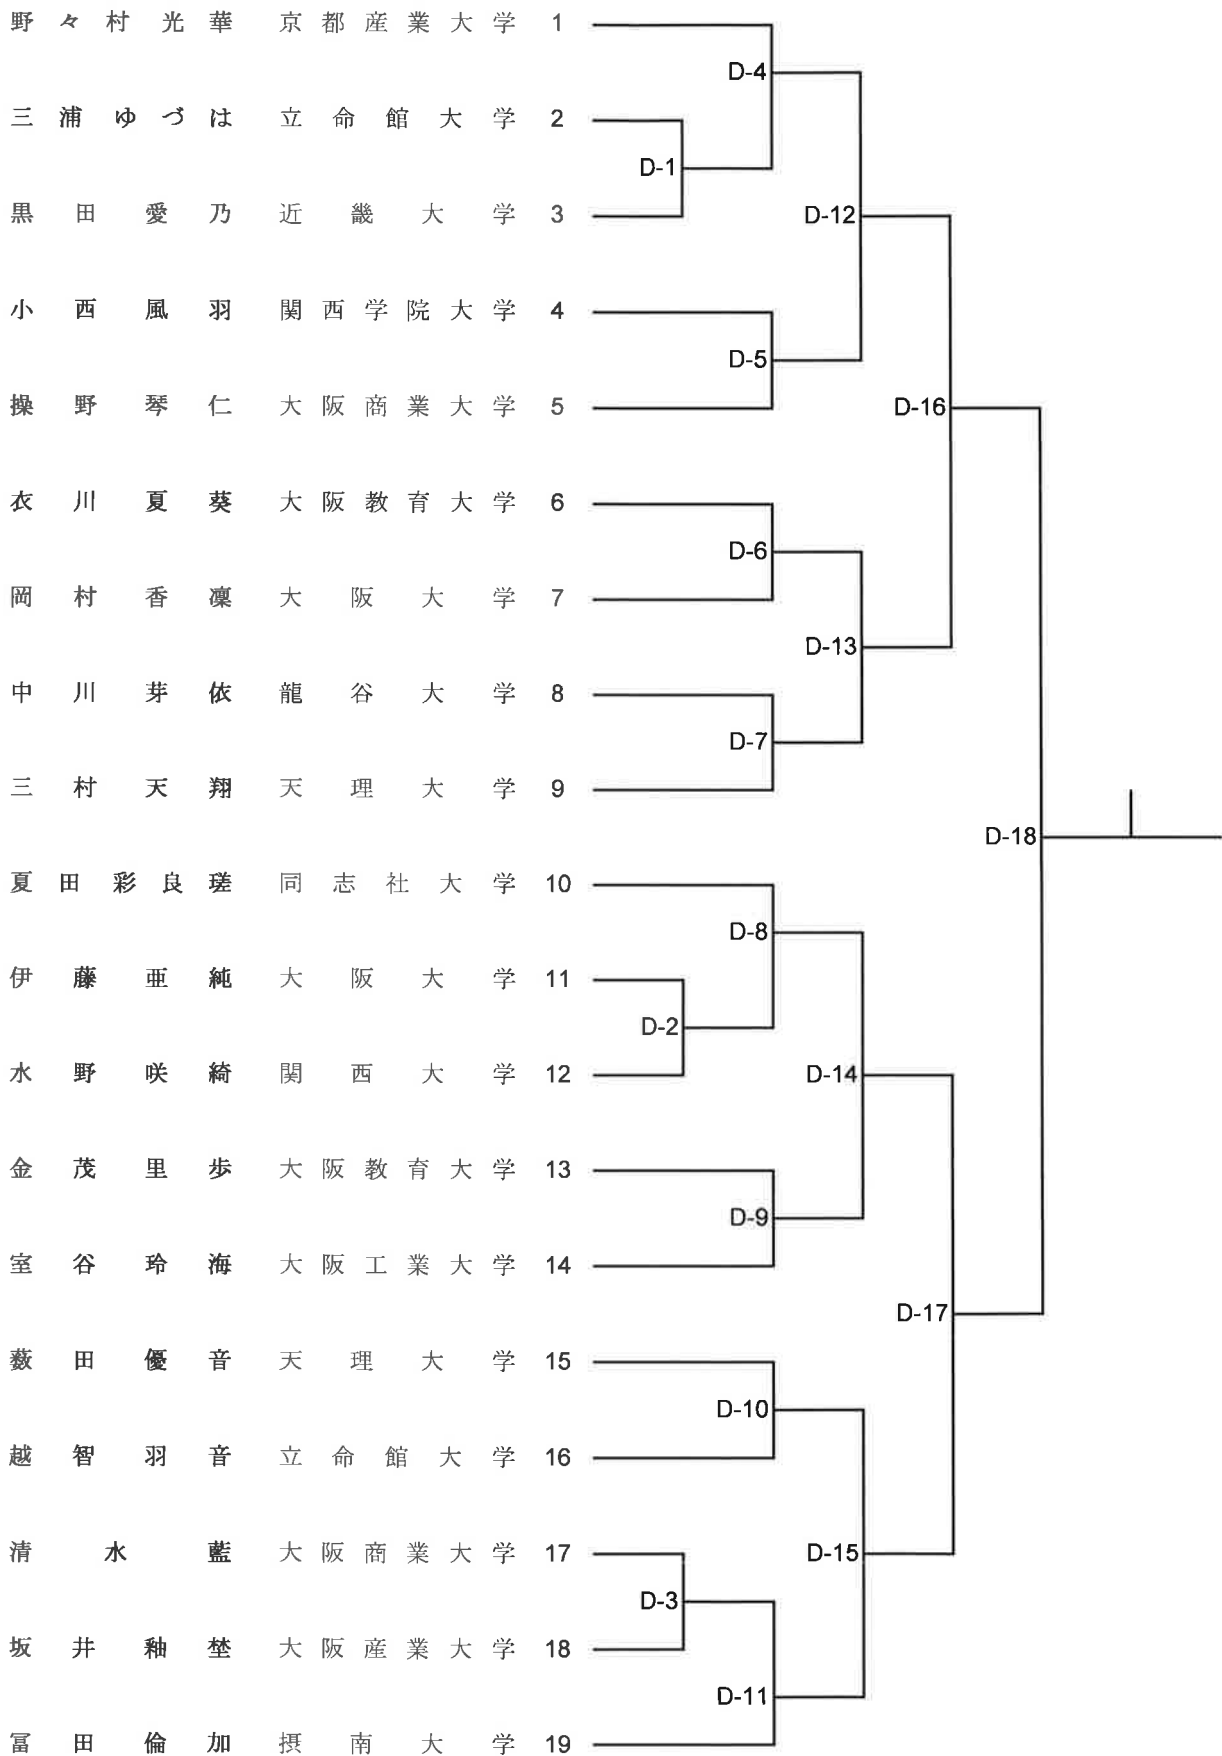 野々村光華 京都産業大学 1
D-4
三浦ゆづは 立命館大学 2
D-1
黒田愛乃 近畿大学 3
D-12
小西風羽 関西学院大学 4
D-5
操野琴仁 大阪商業大学 5
D-16
衣川夏葵 大阪教育大学 6
D-6
岡村香凜 大阪大学 7
D-13
中川芽依 龍谷大学 8
D-7
三村天翔 天理大学 9
D-18
夏田彩良瑳 同志社大学 10
D-8
伊藤亜純 大阪大学 11
D-2
水野咲綺 関西大学 12
D-14
金茂里歩 大阪教育大学 13
D-9
室谷玲海 大阪工業大学 14
D-17
薮田優音 天理大学 15
D-10
越智羽音 立命館大学 16
清水藍 大阪商業大学 17
D-15
D-3
坂井釉埜 大阪産業大学 18
D-11
冨田倫加 摂南大学 19